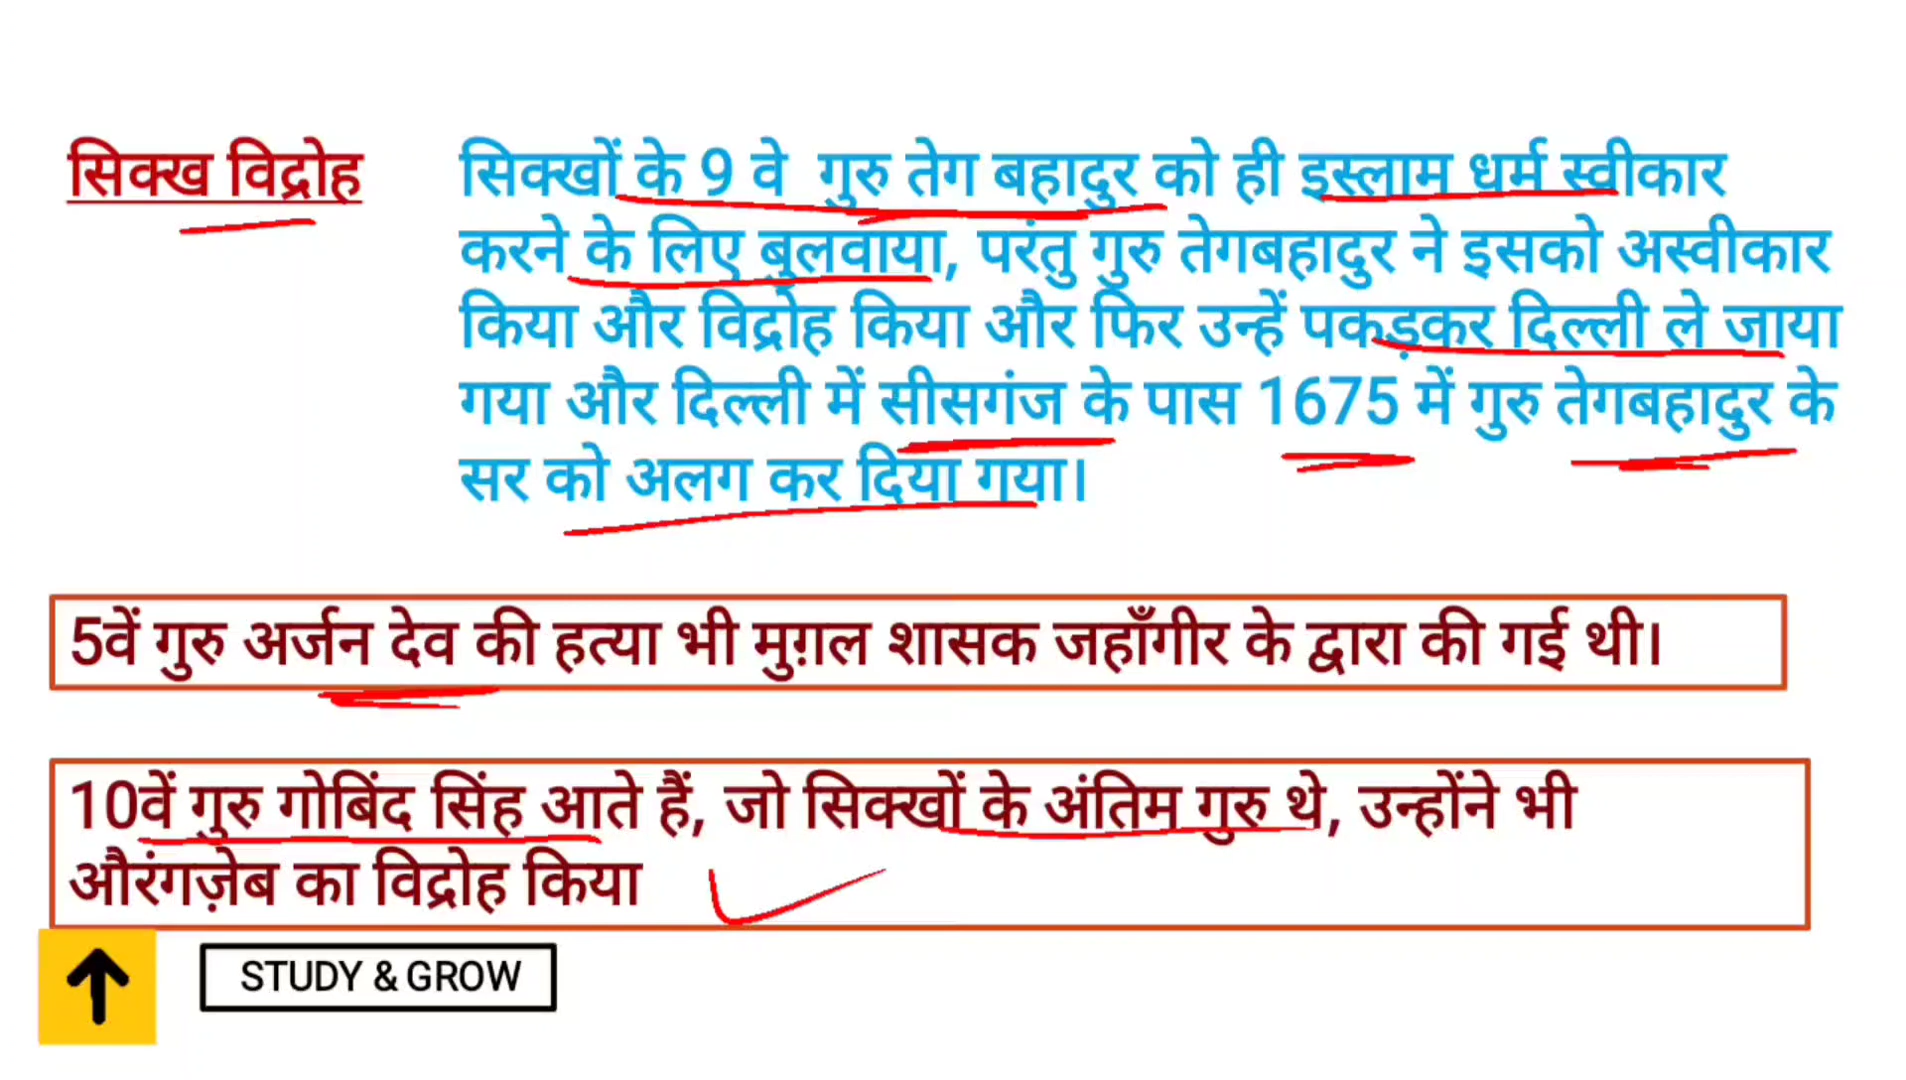 सिक्ख विद्रोह
सिक्खों के 9 वे गुरु तेग बहादुर को ही इस्लाम धर्म स्वीकार
करने के लिए बुलवाया, परंतु गुरु तेगबहादुर ने इसको अस्वीकार
किया और विद्रोह किया और फिर उन्हें पकड़कर दिल्ली ले जाया
गया और दिल्ली में सीसगंज के पास 1675 में गुरु तेगबहादुर के
सर को अलग कर दिया गया।
5वें गुरु अर्जन देव की हत्या भी मुग़ल शासक जहाँगीर के द्वारा की गई थी।
10वें गुरु गोबिंद सिंह आते हैं, जो सिक्खों के अंतिम गुरु थे, उन्होंने भी
औरंगज़ेब का विद्रोह किया
STUDY & GROW